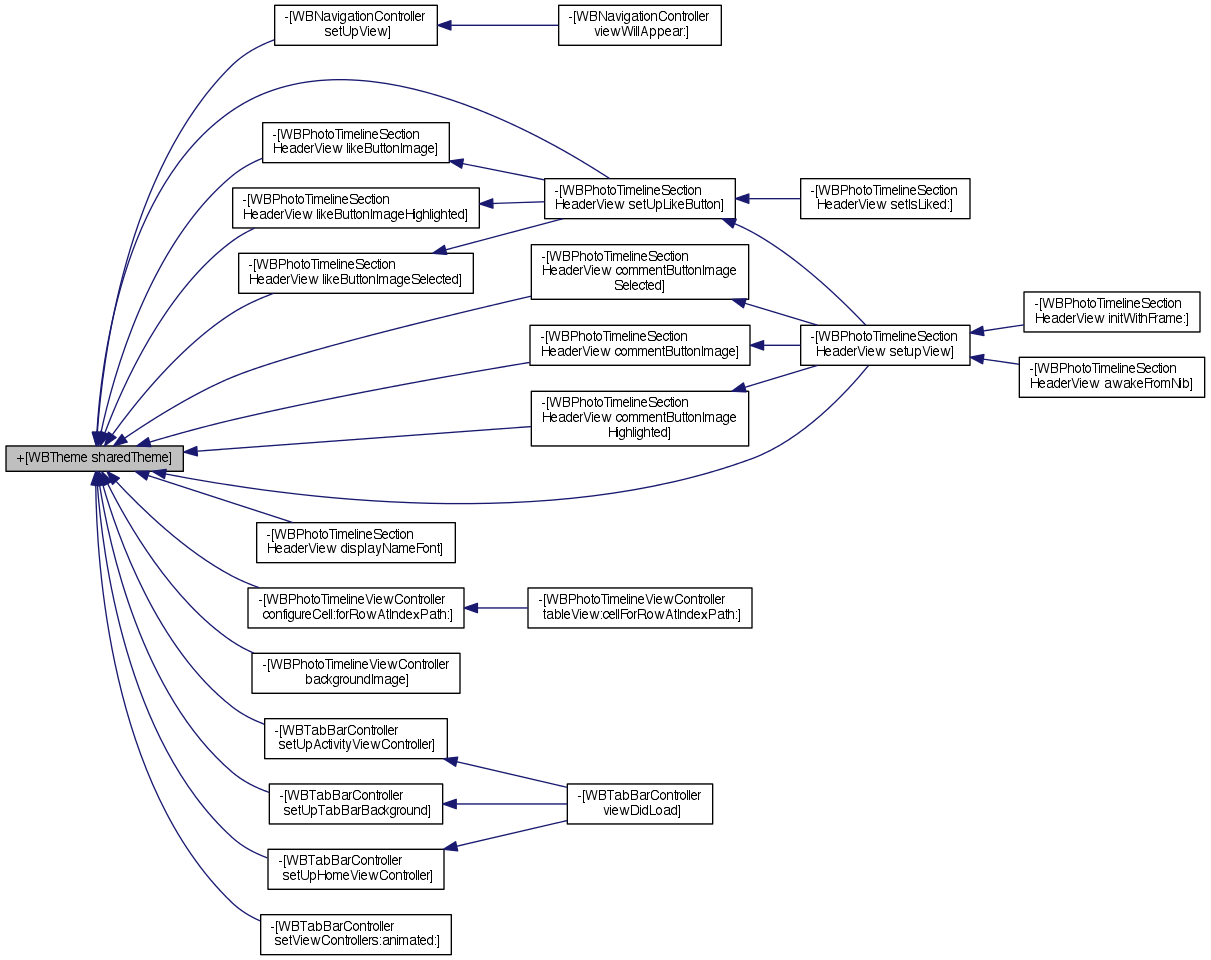 -[WBNavigationController
setUpView]
-[WBNavigationController
viewWillAppear:]
-[WBPhotoTimelineSection
HeaderView likeButtonImage]
-[WBPhotoTimelineSection
HeaderView setUpLikeButton]
-[WBPhotoTimelineSection
HeaderView setIsLiked:]
-[WBPhotoTimelineSection
HeaderView likeButtonImageHighlighted]
-[WBPhotoTimelineSection
HeaderView likeButtonImageSelected]
-[WBPhotoTimelineSection
HeaderView commentButtonImage
Selected]
-[WBPhotoTimelineSection
HeaderView commentButtonImage]
-[WBPhotoTimelineSection
HeaderView setupView]
-[WBPhotoTimelineSection
HeaderView initWithFrame:]
-[WBPhotoTimelineSection
HeaderView awakeFromNib]
-[WBPhotoTimelineSection
HeaderView commentButtonImage
Highlighted]
+[WBTheme sharedTheme]
-[WBPhotoTimelineSection
HeaderView displayNameFont]
-[WBPhotoTimelineViewController
configureCell:forRowAtIndexPath:]
-[WBPhotoTimelineViewController
tableView:cellForRowAtIndexPath:]
-[WBPhotoTimelineViewController
backgroundImage]
-[WBTabBarController
setUpActivityViewController]
-[WBTabBarController
setUpTabBarBackground]
-[WBTabBarController
viewDidLoad]
-[WBTabBarController
setUpHomeViewController]
-[WBTabBarController
setViewControllers:animated:]